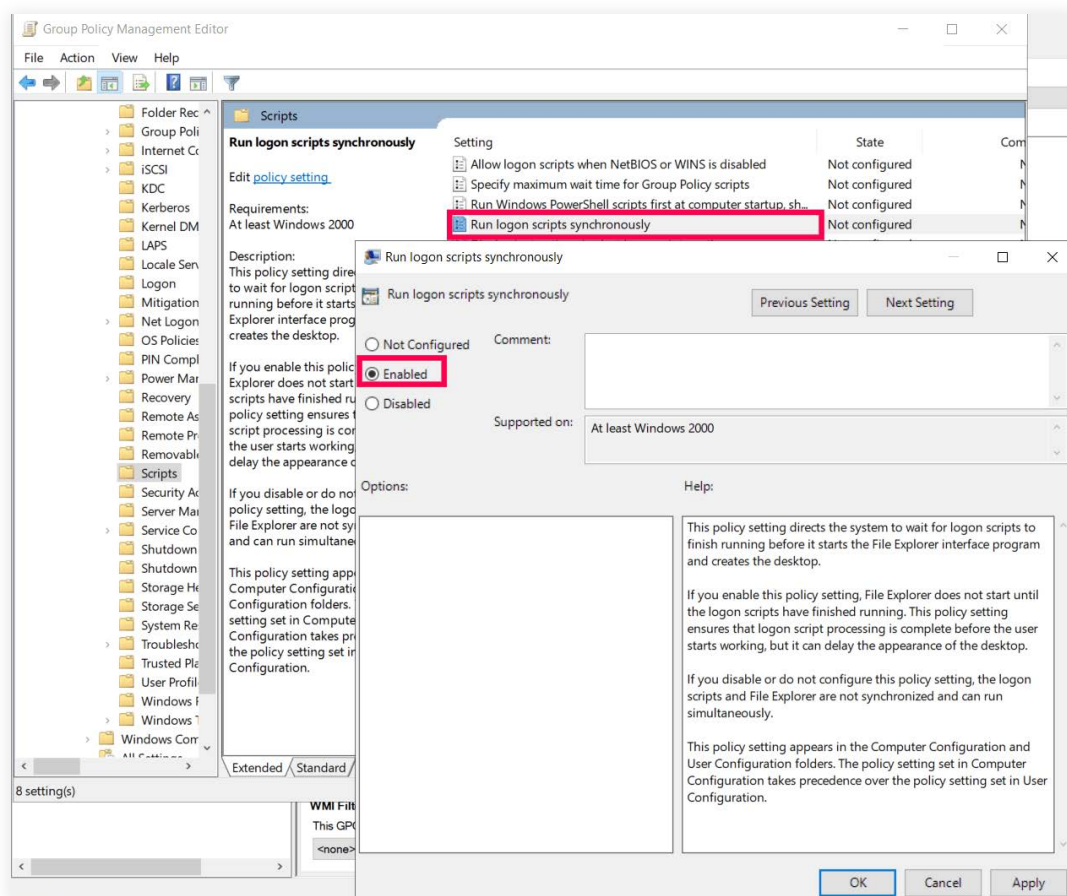 Group Policy Management Editor
File Action View Help
Folder Rec
Group Poli
Internet Co
iSCSI
KDC
Kerberos
Kernel DM
LAPS
Locale Serv
Logon
Mitigation
Net Logon
OS Policies
PIN Compl
Power Mar
Recovery
Remote As
Remote Pr
Removable
Scripts
Security Ac
Server Mar
Service Co
Shutdown
Shutdown
Storage He
Storage Se
System Re
Troublesho
Trusted Pla
User Profil
Windows F
Windows T
Windows Com
All Settings
8 setting(s)
Scripts
Run logon scripts synchronously
Edit policy setting
Requirements:
At least Windows 2000
Description:
This policy setting dire
to wait for logon script
running before it starts
Explorer interface prog
creates the desktop.
If you enable this polic
Explorer does not start
scripts have finished ru
policy setting ensures t
script processing is cor
the user starts working
delay the appearance o
If you disable or do not
policy setting, the logo
File Explorer are not sy
and can run simultane
This policy setting app
Computer Configuratio
Configuration folders.
setting set in Compute
Configuration takes pr
the policy setting set in
Configuration.
Setting State Com
Allow logon scripts when NetBIOS or WINS is disabled Not configured N
Specify maximum wait time for Group Policy scripts Not configured N
Run Windows PowerShell scripts first at computer startup, sh... Not configured N
Run logon scripts synchronously Not configured N
Extended Standard
WMI Filt
This GPO
<none>
Run logon scripts synchronously
Run logon scripts synchronously
Previous Setting Next Setting
Not Configured
Enabled
Disabled
Comment:
Supported on:
At least Windows 2000
Options:
Help:
This policy setting directs the system to wait for logon scripts to
finish running before it starts the File Explorer interface program
and creates the desktop.
If you enable this policy setting, File Explorer does not start until
the logon scripts have finished running. This policy setting
ensures that logon script processing is complete before the user
starts working, but it can delay the appearance of the desktop.
If you disable or do not configure this policy setting, the logon
scripts and File Explorer are not synchronized and can run
simultaneously.
This policy setting appears in the Computer Configuration and
User Configuration folders. The policy setting set in Computer
Configuration takes precedence over the policy setting set in User
Configuration.
OK Cancel Apply